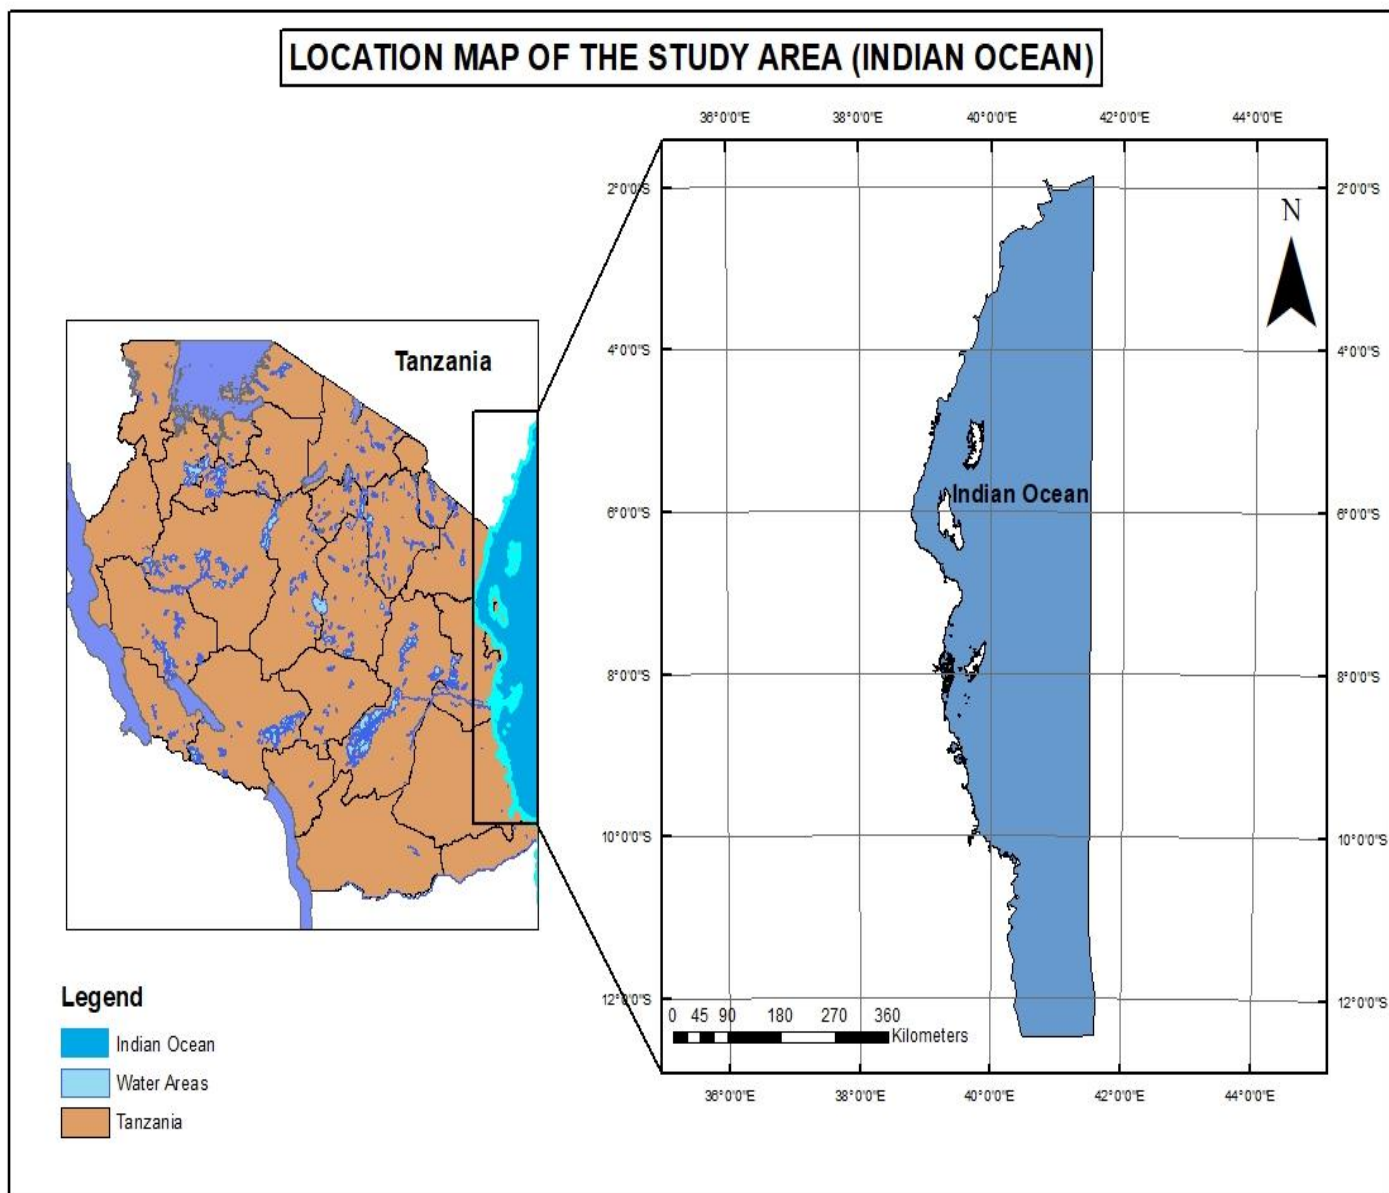 LOCATION MAP OF THE STUDY AREA (INDIAN OCEAN)
36°0'0"E 38°0'0"E 40°0'0"E 42°0'0"E 44°0'0"E
2°0'0"S 2°0'0"S
N
4°0'0"S 4°0'0"S
Tanzania
Indian Ocean
6°0'0"S 6°0'0"S
8°0'0"S 8°0'0"S
10°0'0"S 10°0'0"S
12°0'0"S 12°0'0"S
0 45 90 180 270 360
Kilometers
36°0'0"E 38°0'0"E 40°0'0"E 42°0'0"E 44°0'0"E
Legend
Indian Ocean
Water Areas
Tanzania